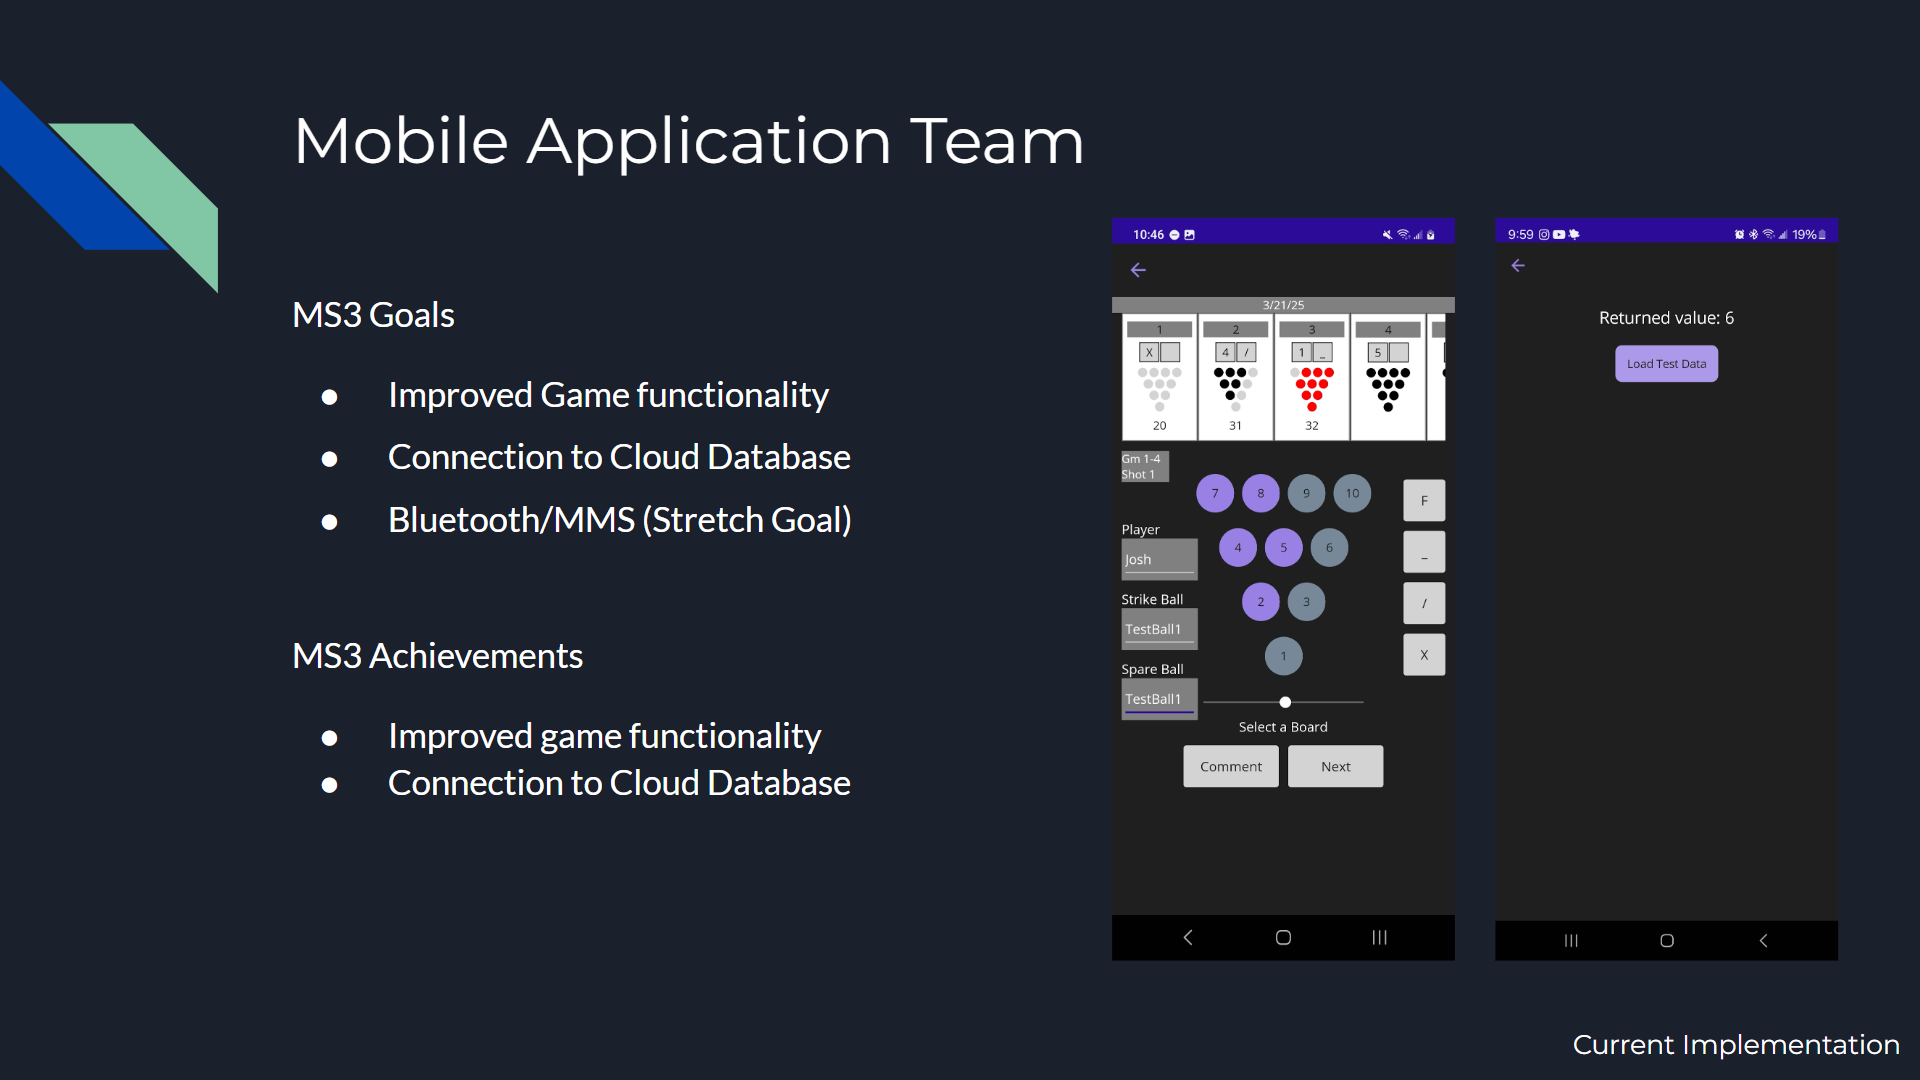 Mobile Application Team
MS3 Goals
● Improved Game functionality
● Connection to Cloud Database
● Bluetooth/MMS (Stretch Goal)
MS3 Achievements
● Improved game functionality
● Connection to Cloud Database
10:46
3/21/25
1 2 3 4
X 4 / 1 _ 5
20 31 32
Gm 1-4
Shot 1
7 8 9 10
F
Player
4 5 6
_
Josh
Strike Ball
2 3
/
TestBall1
1
X
Spare Ball
TestBall1
Select a Board
Comment Next
9:59 19%
Returned value: 6
Load Test Data
Current Implementation